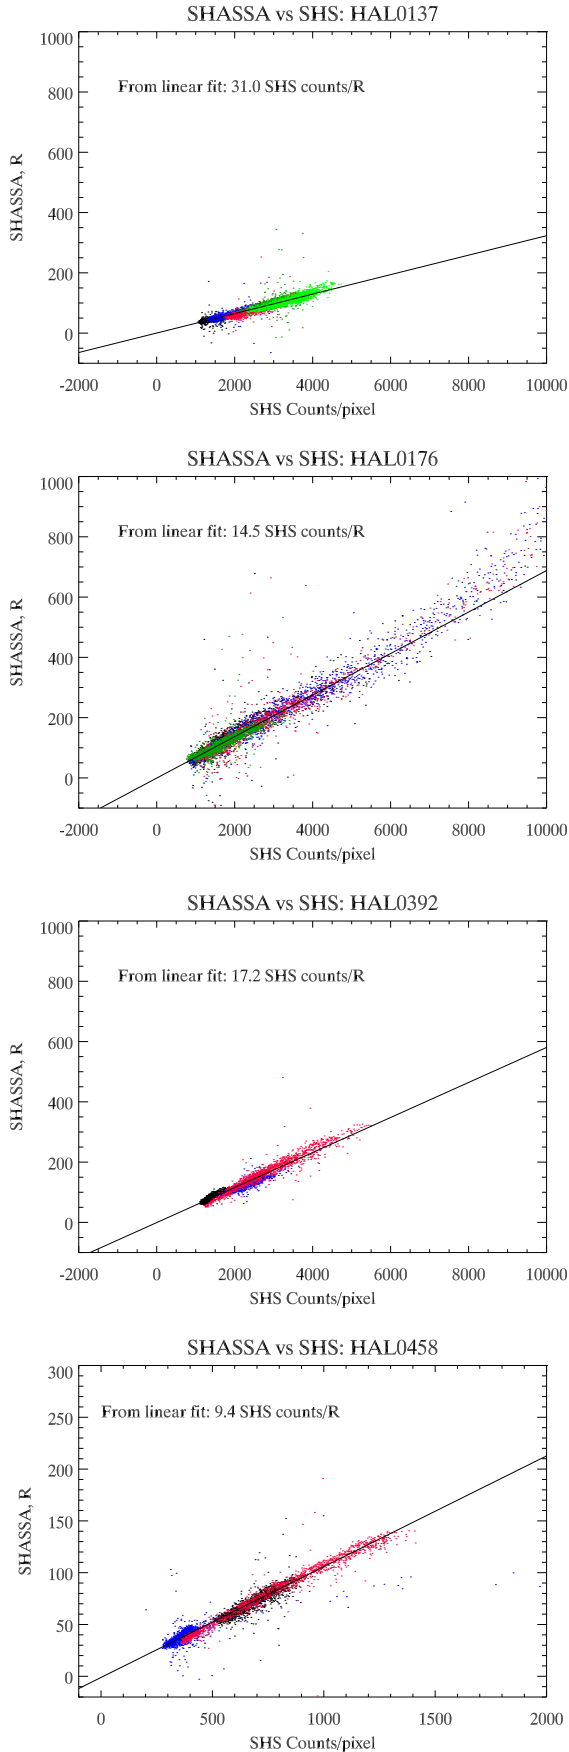 SHASSA vs SHS: HAL0137
1000
From linear fit: 31.0 SHS counts/R
800
600
SHASSA, R
400
200
0
-2000 0 2000 4000 6000 8000 10000
SHS Counts/pixel
SHASSA vs SHS: HAL0176
1000
From linear fit: 14.5 SHS counts/R
800
600
SHASSA, R
400
200
0
-2000 0 2000 4000 6000 8000 10000
SHS Counts/pixel
SHASSA vs SHS: HAL0392
1000
From linear fit: 17.2 SHS counts/R
800
600
SHASSA, R
400
200
0
-2000 0 2000 4000 6000 8000 10000
SHS Counts/pixel
SHASSA vs SHS: HAL0458
300
From linear fit: 9.4 SHS counts/R
250
200
SHASSA, R
150
100
50
0
0 500 1000 1500 2000
SHS Counts/pixel